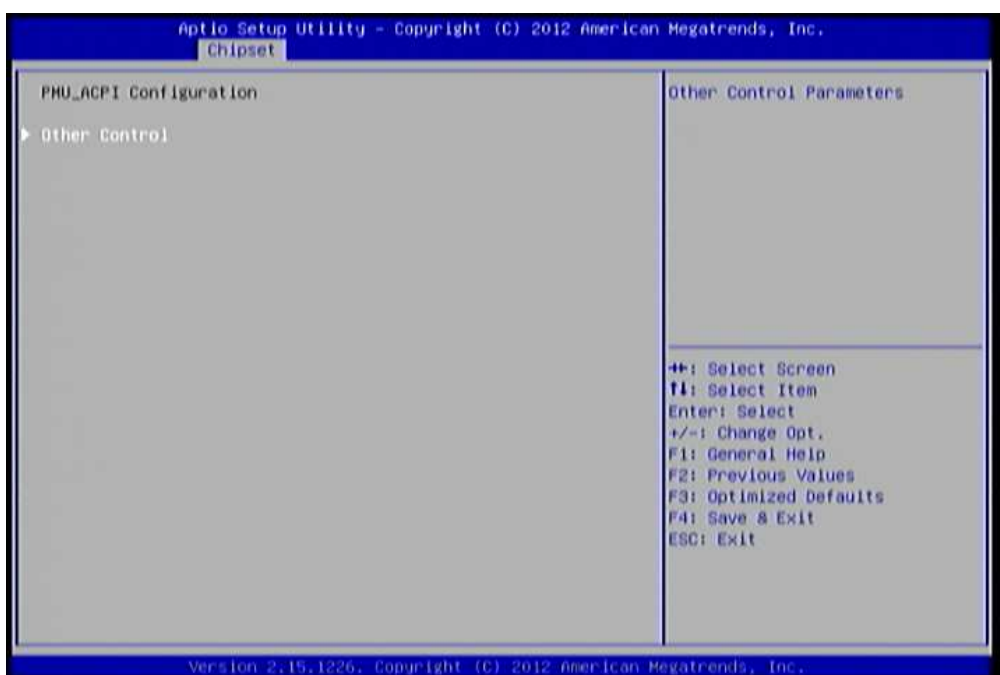 Aptio Setup Utility - Copyright (C) 2012 American Megatrends, Inc.
Chipset
PMU_ACPI Configuration
Other Control
Other Control Parameters
→←: Select Screen
↑↓: Select Item
Enter: Select
+/-: Change Opt.
F1: General Help
F2: Previous Values
F3: Optimized Defaults
F4: Save & Exit
ESC: Exit
Version 2.15.1226. Copyright (C) 2012 American Megatrends, Inc.